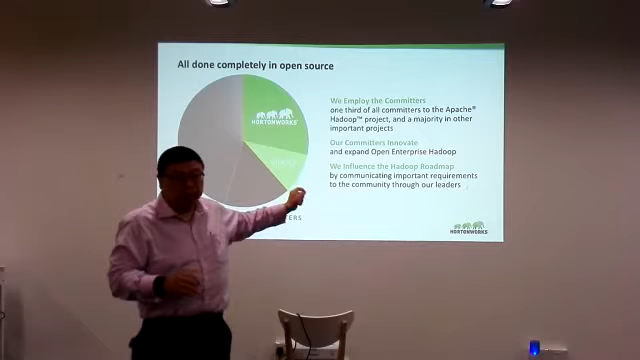 All done completely in open source
HORTONWORKS
YAHOO!
We Employ the Committers
one third of all committers to the Apache®
Hadoop™ project, and a majority in other
important projects
Our Committers Innovate
and expand Open Enterprise Hadoop
We Influence the Hadoop Roadmap
by communicating important requirements
to the community through our leaders
HORTONWORKS